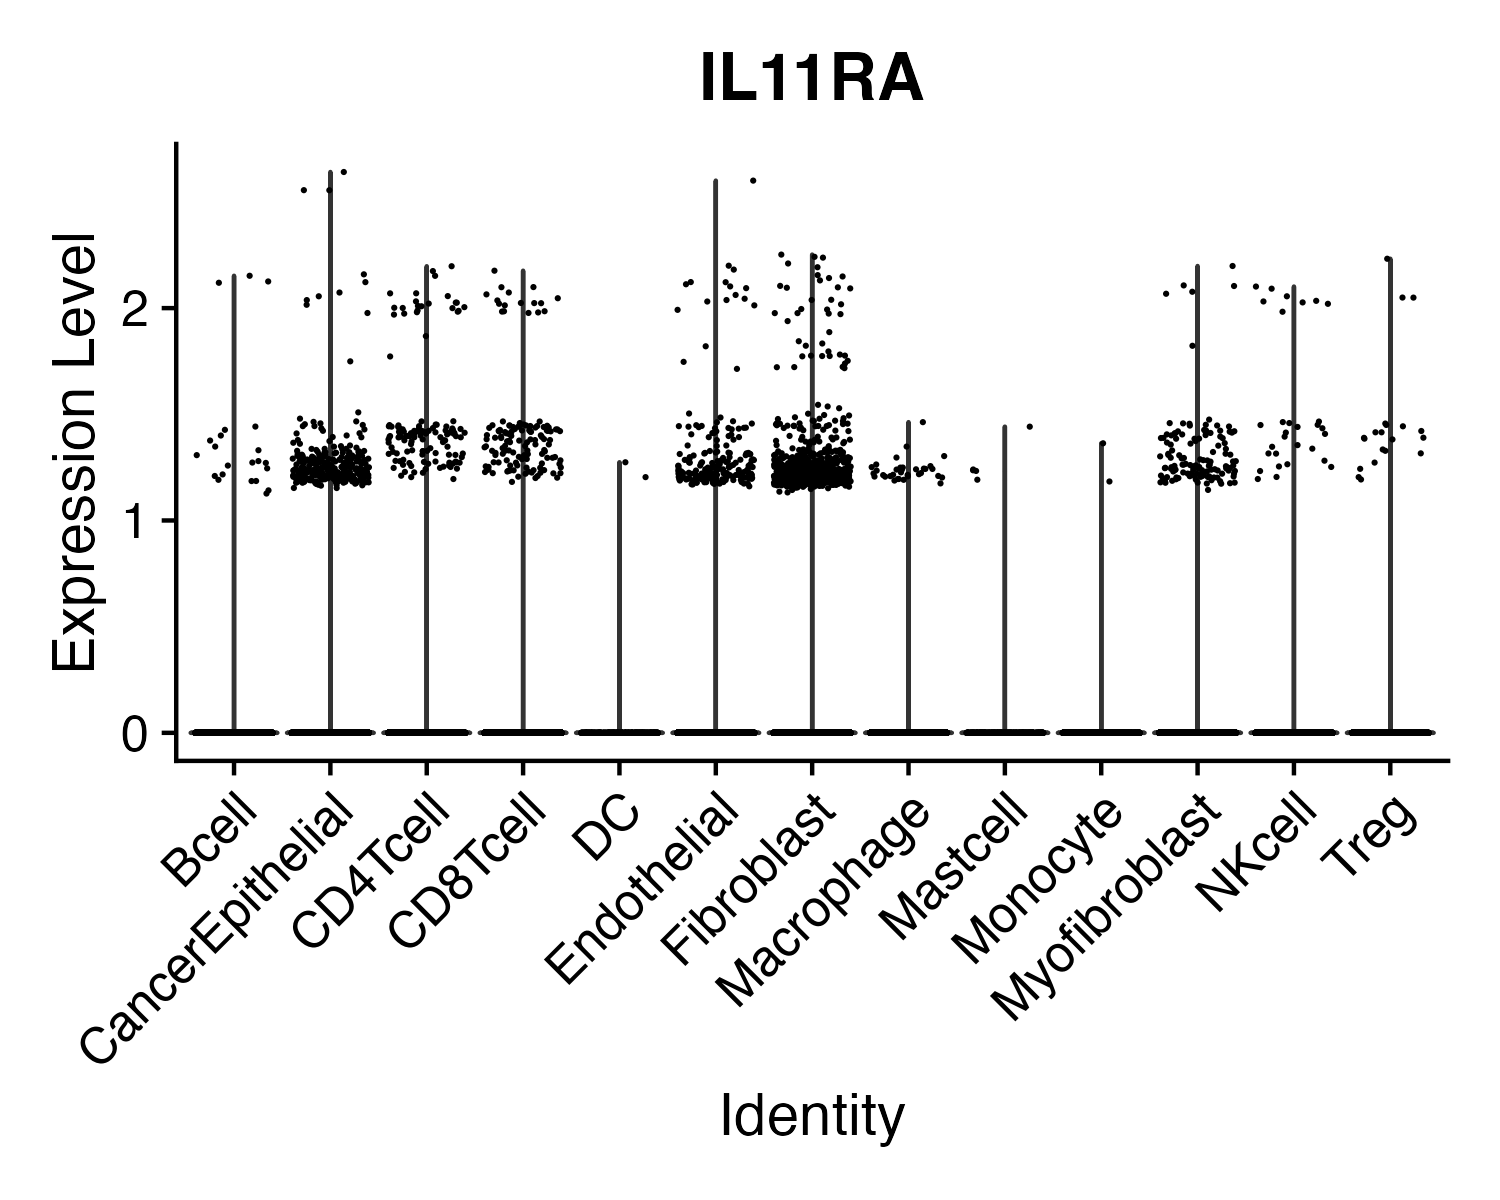 IL11RA
Expression Level
2
1
0
Bcell
CancerEpithelial
CD4Tcell
CD8Tcell
DC
Endothelial
Fibroblast
Macrophage
Mastcell
Monocyte
Myofibroblast
NKcell
Treg
Identity